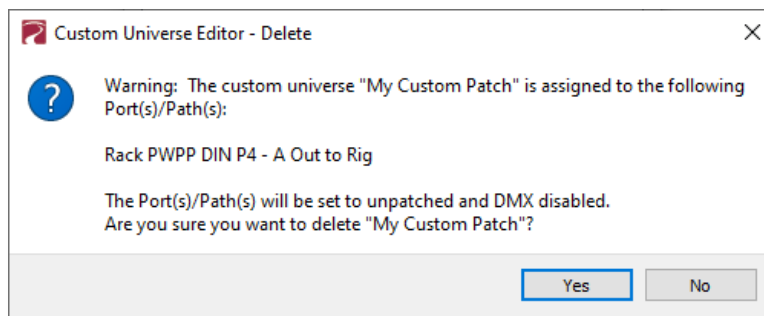 Custom Universe Editor - Delete
Warning:  The custom universe "My Custom Patch" is assigned to the following
Port(s)/Path(s):
Rack PWPP DIN P4 - A Out to Rig
The Port(s)/Path(s) will be set to unpatched and DMX disabled.
Are you sure you want to delete "My Custom Patch"?
Yes No